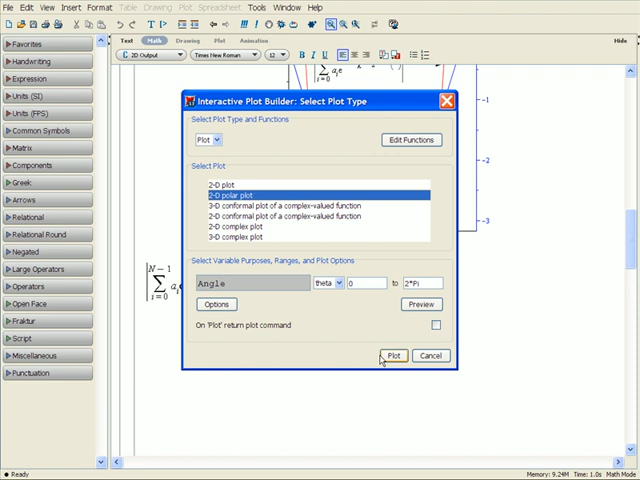 File Edit View Insert Format Table Drawing Plot Spreadsheet Tools Window Help
Text Math Drawing Plot Animation Hide
2D Output Times New Roman 12 B I U
Favorites
Handwriting
Expression
Units (SI)
Units (FPS)
Common Symbols
Matrix
Components
Greek
Arrows
Relational
Relational Round
Negated
Large Operators
Operators
Open Face
Fraktur
Script
Miscellaneous
Punctuation
-1
-2
-3
N − 1
∑ a_i
i = 0
Interactive Plot Builder: Select Plot Type
Select Plot Type and Functions
Plot Edit Functions
Select Plot
2-D plot
2-D polar plot
3-D conformal plot of a complex-valued function
2-D conformal plot of a complex-valued function
2-D complex plot
3-D complex plot
Select Variable Purposes, Ranges, and Plot Options
Angle theta 0 to 2*Pi
Options Preview
On 'Plot' return plot command
Plot Cancel
Ready Memory: 9.24M Time: 1.0s Math Mode